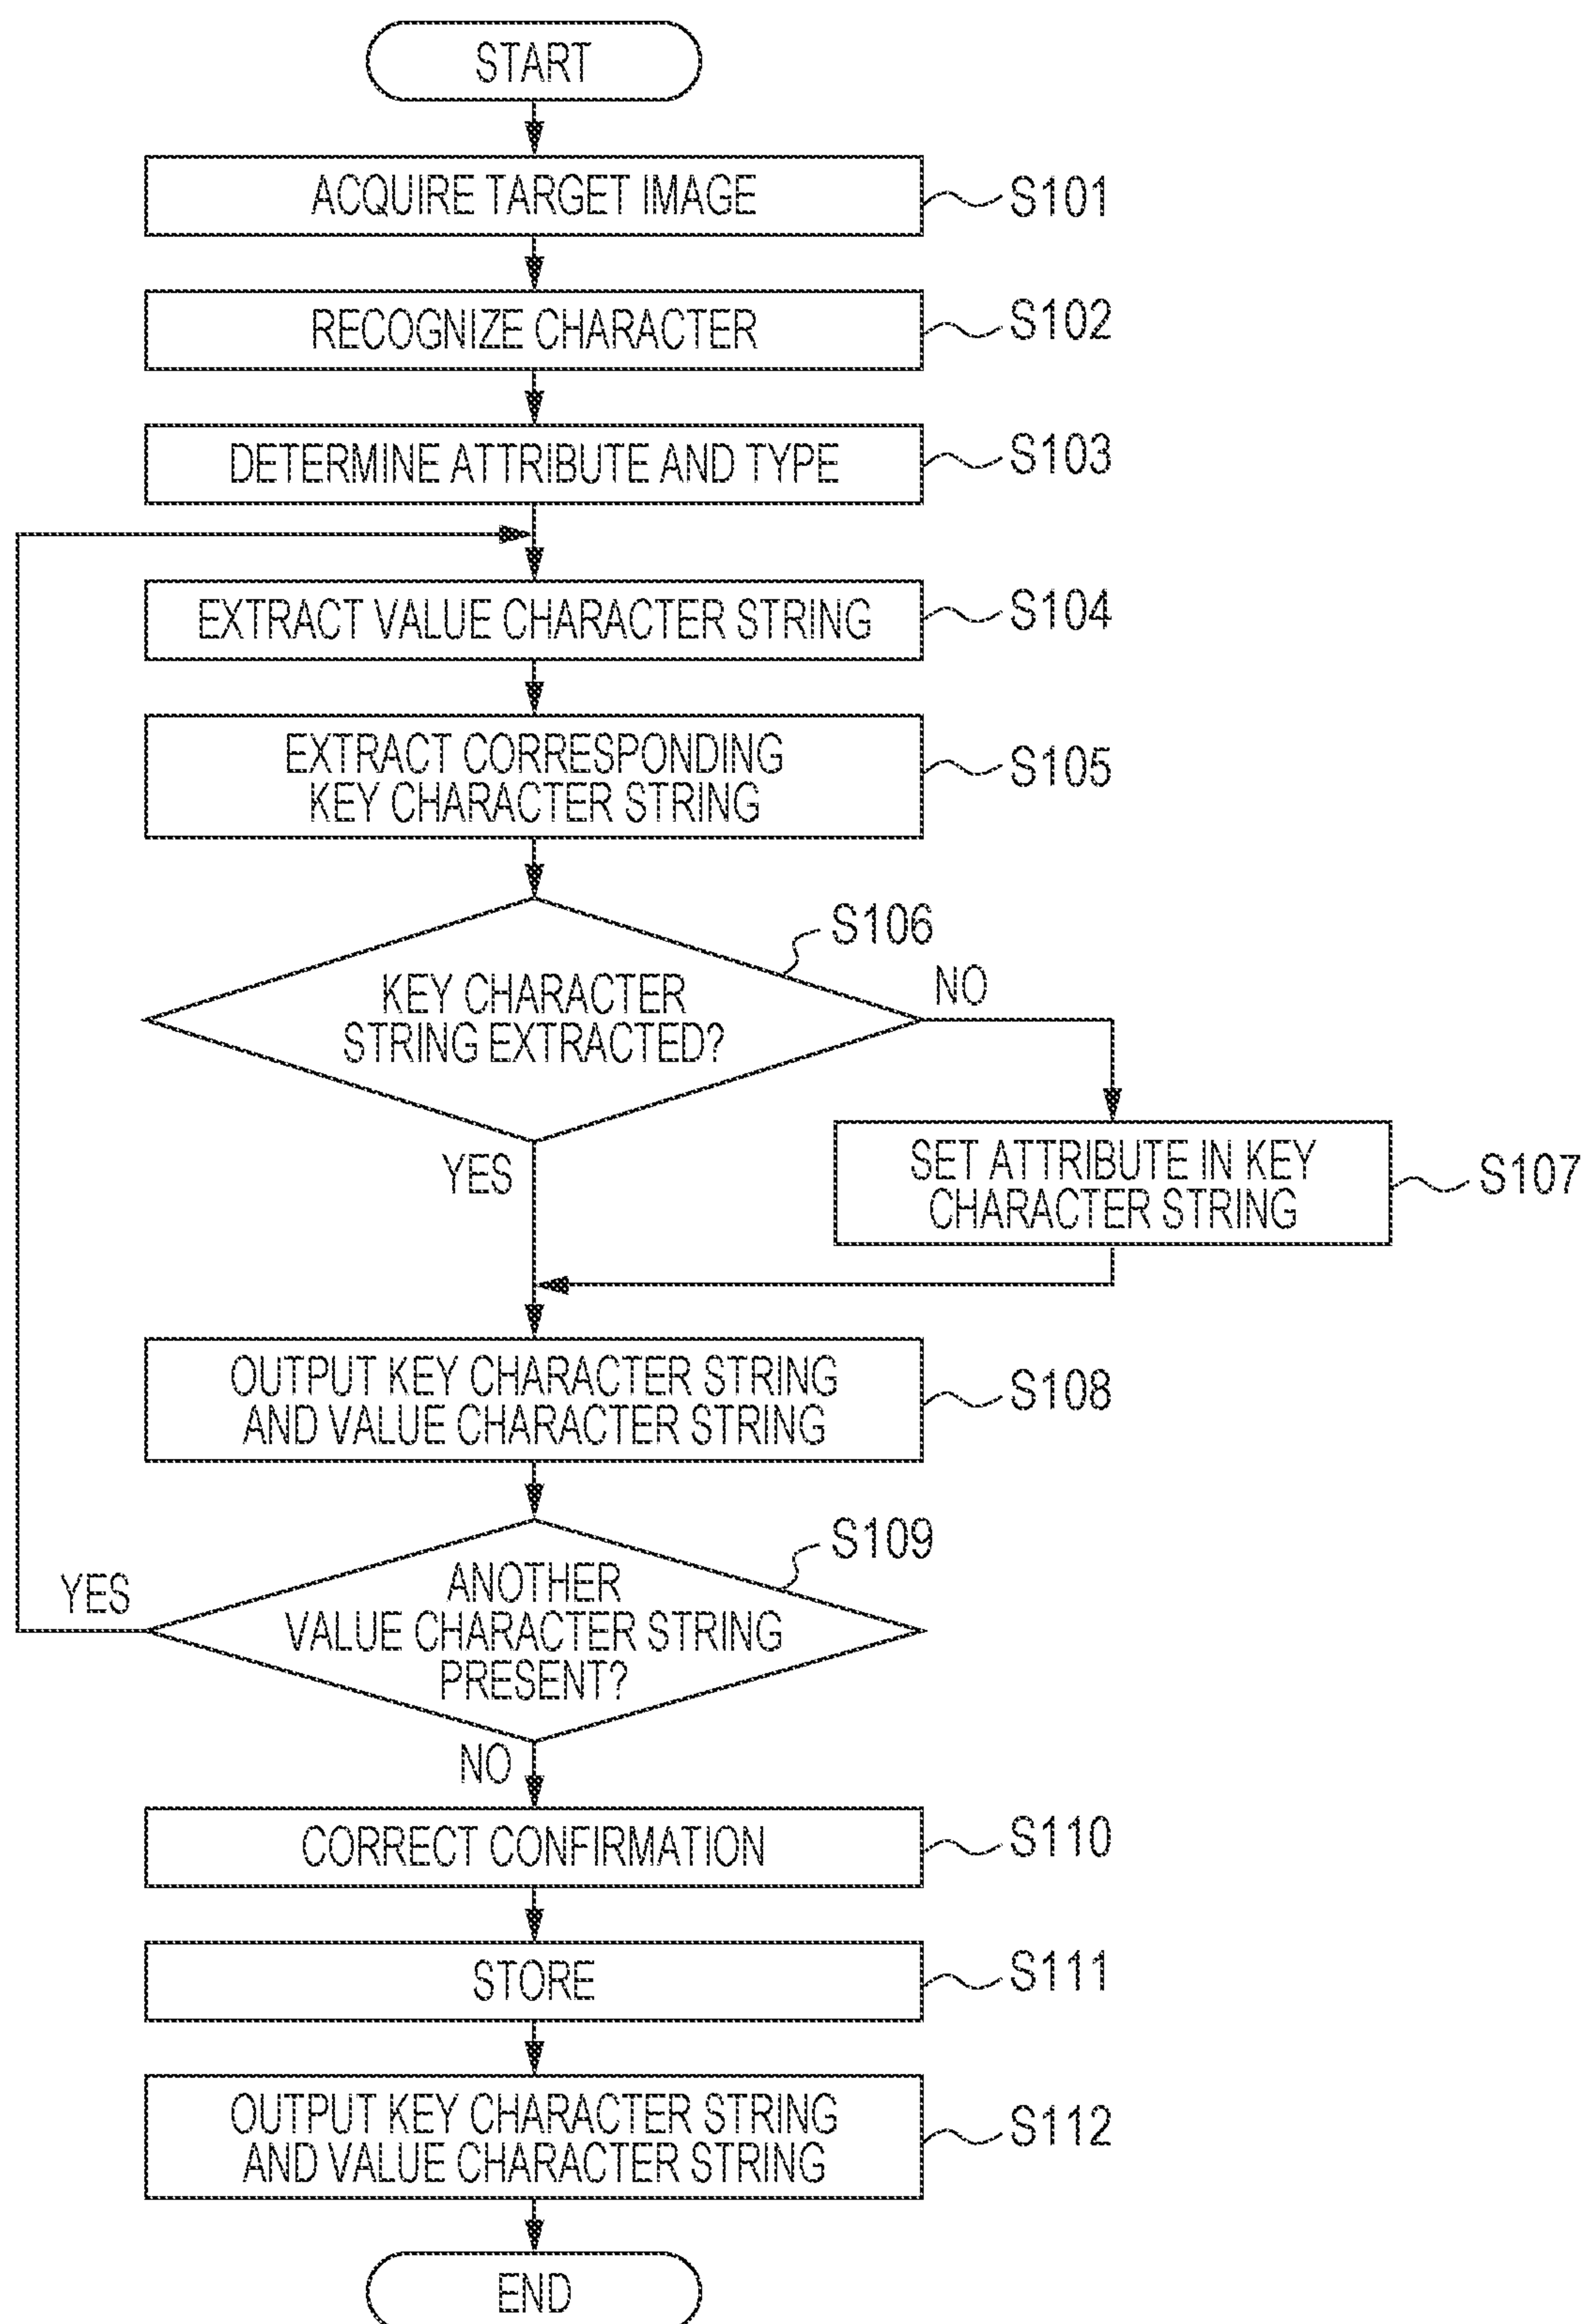 START
ACQUIRE TARGET IMAGE
S101
RECOGNIZE CHARACTER
S102
DETERMINE ATTRIBUTE AND TYPE
S103
EXTRACT VALUE CHARACTER STRING
S104
EXTRACT CORRESPONDING
KEY CHARACTER STRING
S105
S106
KEY CHARACTER
STRING EXTRACTED?
NO
YES
SET ATTRIBUTE IN KEY
CHARACTER STRING
S107
OUTPUT KEY CHARACTER STRING
AND VALUE CHARACTER STRING
S108
S109
ANOTHER
VALUE CHARACTER STRING
PRESENT?
YES
NO
CORRECT CONFIRMATION
S110
STORE
S111
OUTPUT KEY CHARACTER STRING
AND VALUE CHARACTER STRING
S112
END